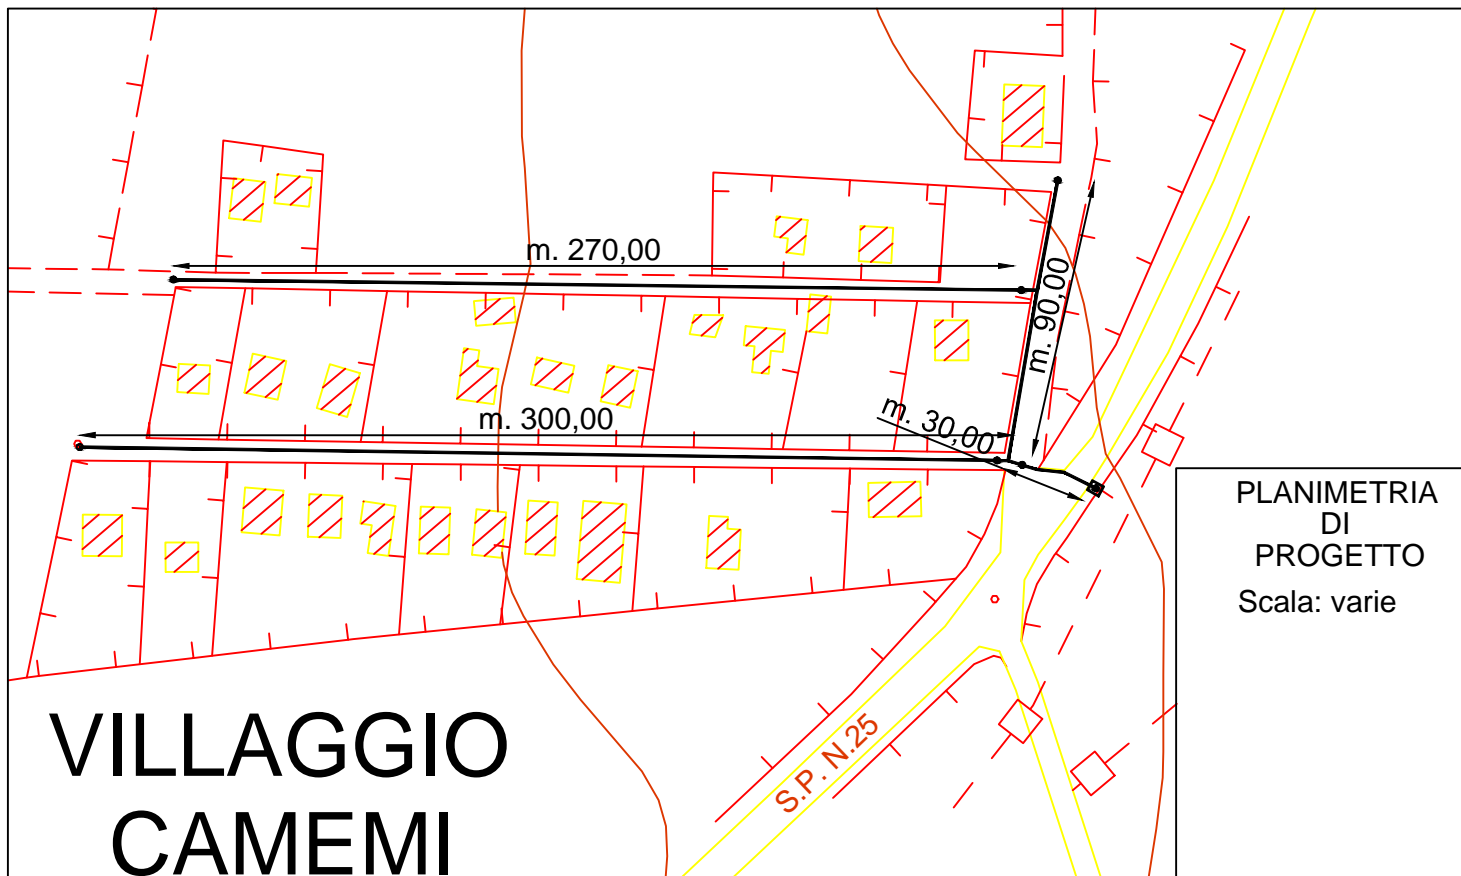 m. 270,00
m. 90,00
m. 300,00
m. 30,00
PLANIMETRIA
DI
PROGETTO
Scala: varie
S.P. N.25
VILLAGGIO
CAMEMI